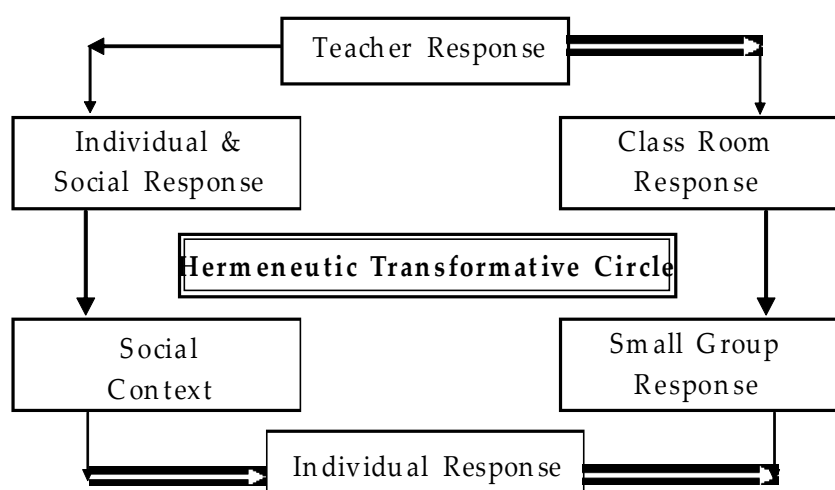 Teacher Response
Individual &
Social Response
Class Room
Response
Hermeneutic Transformative Circle
Social
Context
Small Group
Response
Individual Response